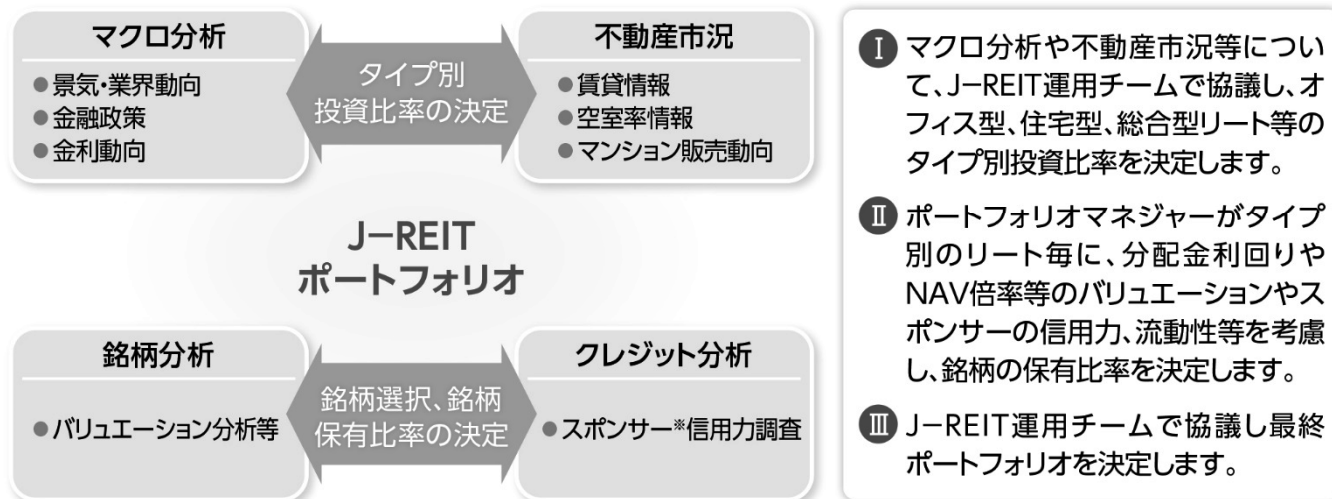 マクロ分析
●景気・業界動向
●金融政策
●金利動向
タイプ別
投資比率の決定
不動産市況
●賃貸情報
●空室率情報
●マンション販売動向
J−REIT
ポートフォリオ
銘柄分析
●バリュエーション分析等
銘柄選択、銘柄
保有比率の決定
クレジット分析
●スポンサー※信用力調査
Ⅰ マクロ分析や不動産市況等につい
て、J−REIT運用チームで協議し、オ
フィス型、住宅型、総合型リート等の
タイプ別投資比率を決定します。
Ⅱ ポートフォリオマネジャーがタイプ
別のリート毎に、分配金利回りや
NAV倍率等のバリュエーションやス
ポンサーの信用力、流動性等を考慮
し、銘柄の保有比率を決定します。
Ⅲ J−REIT運用チームで協議し最終
ポートフォリオを決定します。